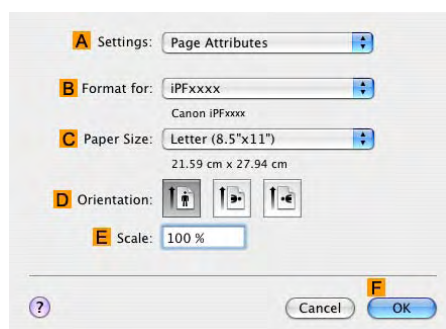 A Settings: Page Attributes
B Format for: iPFxxxx
Canon iPFxxxx
C Paper Size: Letter (8.5"x11")
21.59 cm x 27.94 cm
D Orientation:
E Scale: 100 %
F
? Cancel OK